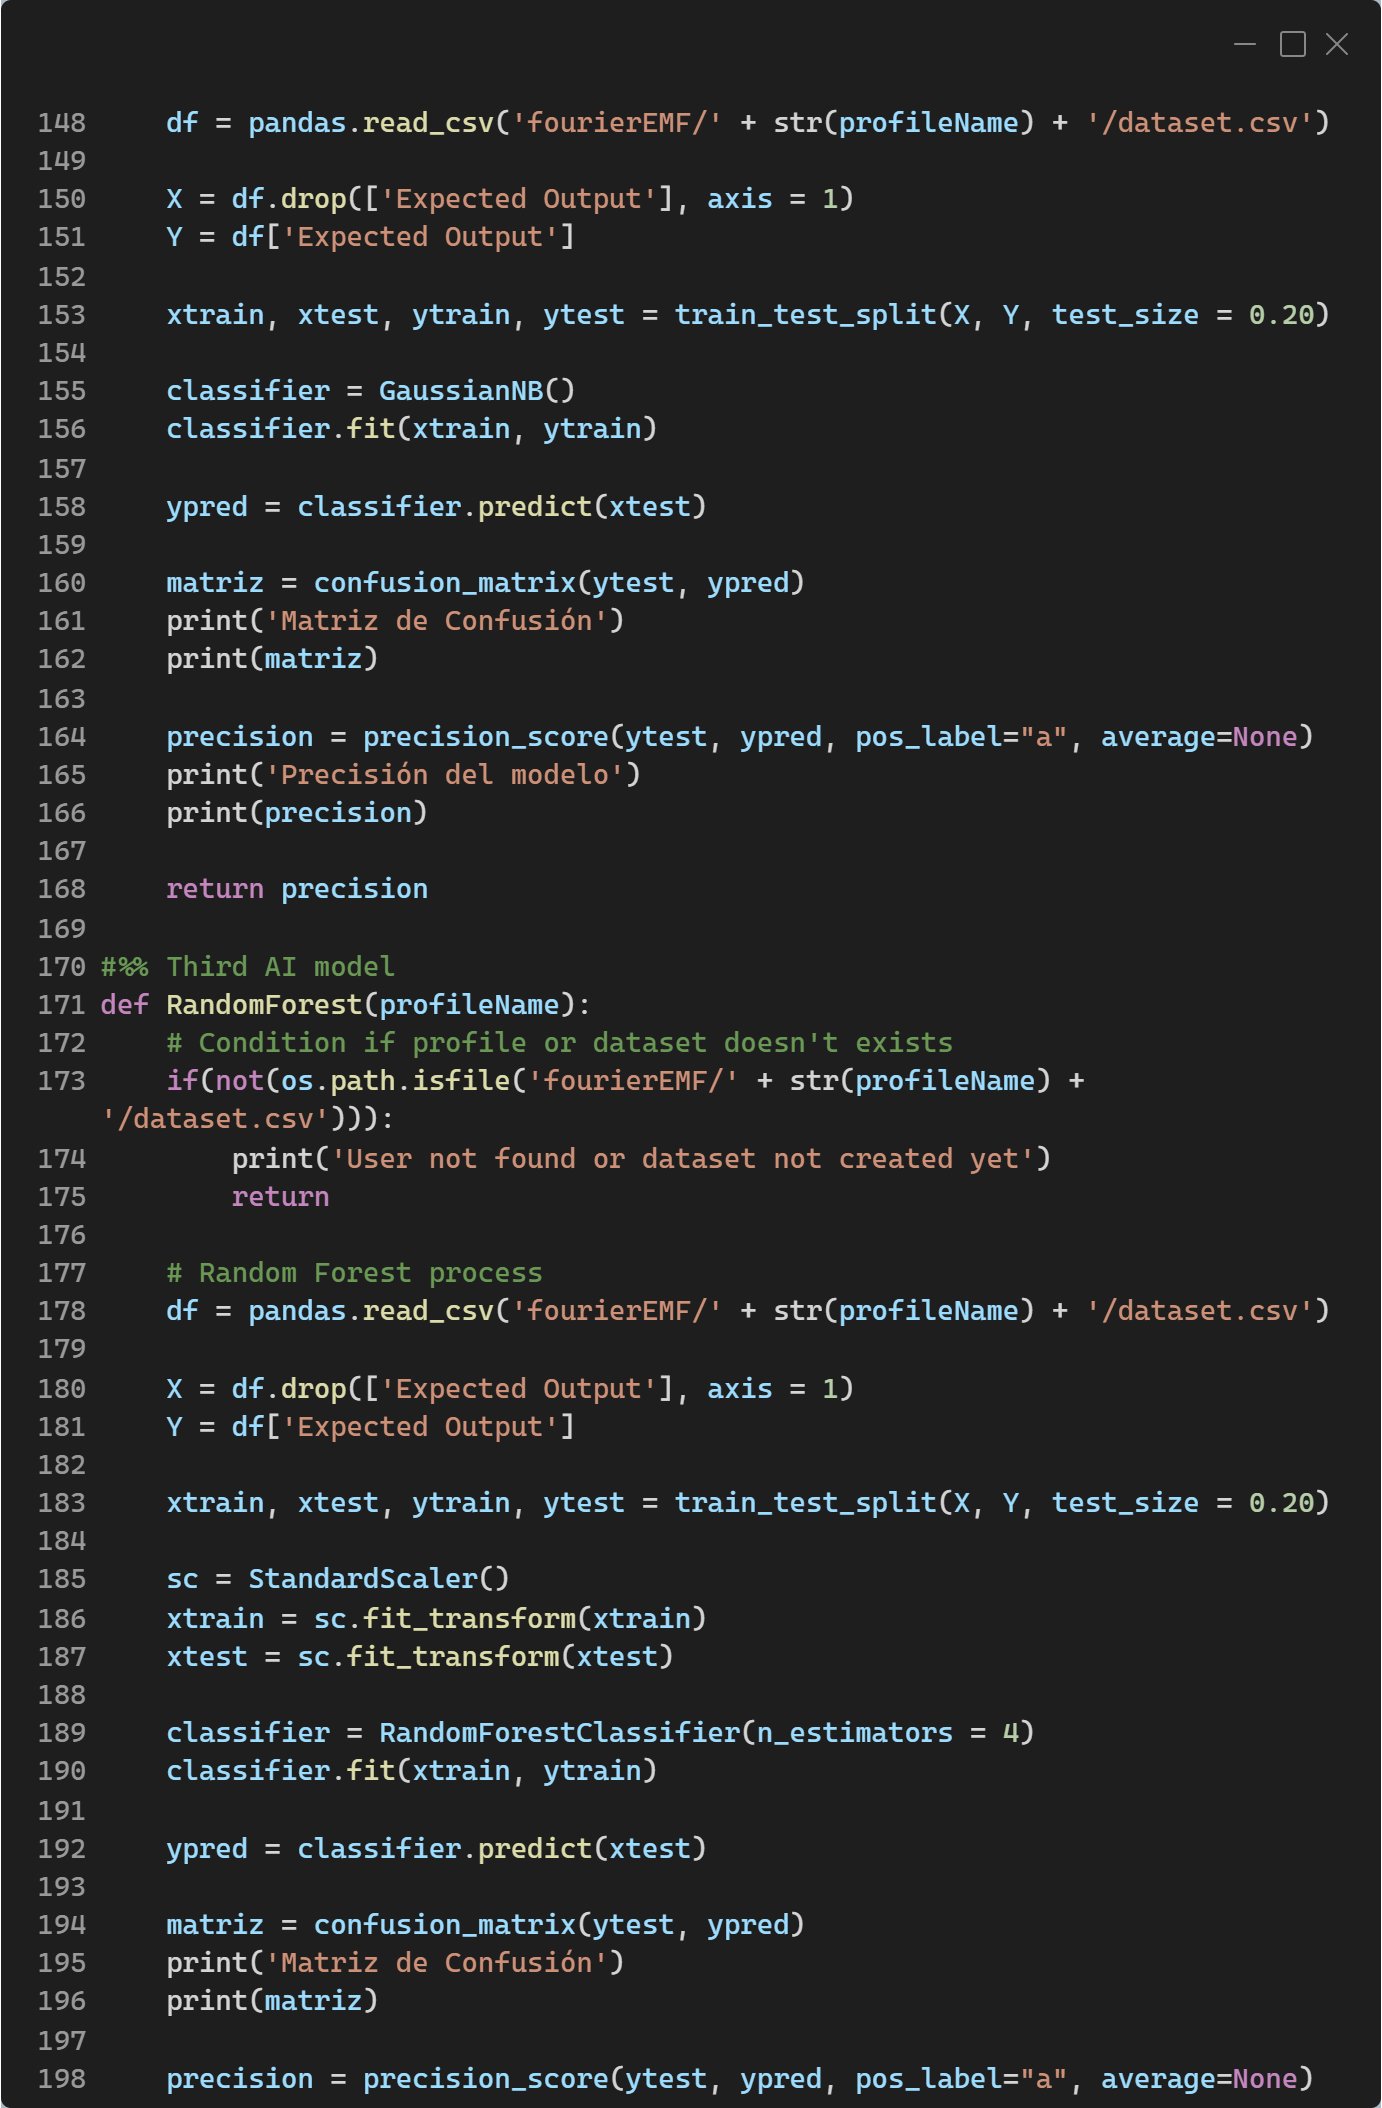 148     df = pandas.read_csv('fourierEMF/' + str(profileName) + '/dataset.csv')
149
150     X = df.drop(['Expected Output'], axis = 1)
151     Y = df['Expected Output']
152
153     xtrain, xtest, ytrain, ytest = train_test_split(X, Y, test_size = 0.20)
154
155     classifier = GaussianNB()
156     classifier.fit(xtrain, ytrain)
157
158     ypred = classifier.predict(xtest)
159
160     matriz = confusion_matrix(ytest, ypred)
161     print('Matriz de Confusión')
162     print(matriz)
163
164     precision = precision_score(ytest, ypred, pos_label="a", average=None)
165     print('Precisión del modelo')
166     print(precision)
167
168     return precision
169
170 #%% Third AI model
171 def RandomForest(profileName):
172     # Condition if profile or dataset doesn't exists
173     if(not(os.path.isfile('fourierEMF/' + str(profileName) +
'/dataset.csv'))):
174         print('User not found or dataset not created yet')
175         return
176
177     # Random Forest process
178     df = pandas.read_csv('fourierEMF/' + str(profileName) + '/dataset.csv')
179
180     X = df.drop(['Expected Output'], axis = 1)
181     Y = df['Expected Output']
182
183     xtrain, xtest, ytrain, ytest = train_test_split(X, Y, test_size = 0.20)
184
185     sc = StandardScaler()
186     xtrain = sc.fit_transform(xtrain)
187     xtest = sc.fit_transform(xtest)
188
189     classifier = RandomForestClassifier(n_estimators = 4)
190     classifier.fit(xtrain, ytrain)
191
192     ypred = classifier.predict(xtest)
193
194     matriz = confusion_matrix(ytest, ypred)
195     print('Matriz de Confusión')
196     print(matriz)
197
198     precision = precision_score(ytest, ypred, pos_label="a", average=None)